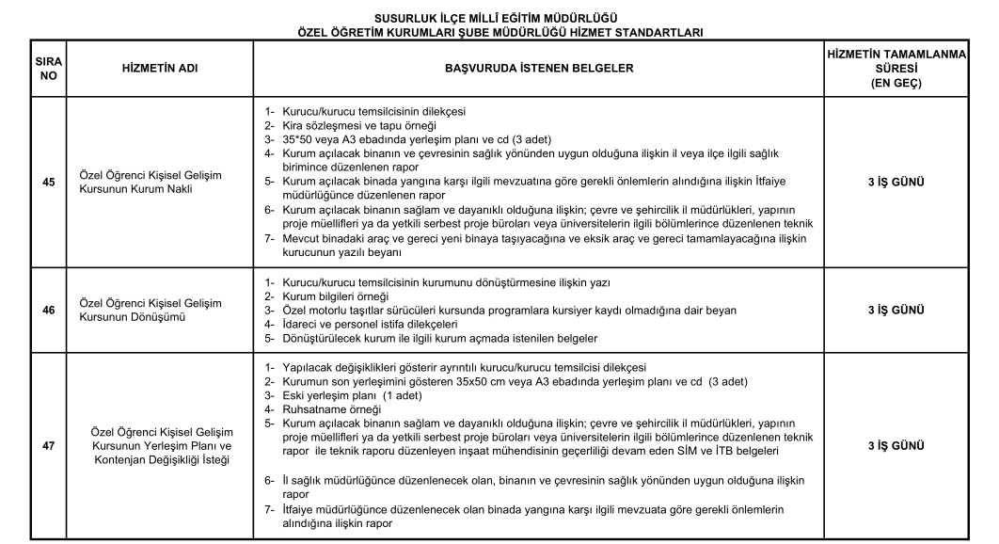 SUSURLUK İLÇE MİLLÎ EĞİTİM MÜDÜRLÜĞÜ
ÖZEL ÖĞRETİM KURUMLARI ŞUBE MÜDÜRLÜĞÜ HİZMET STANDARTLARI
SIRA NO
HİZMETİN ADI
BAŞVURUDA İSTENEN BELGELER
HİZMETİN TAMAMLANMA
SÜRESİ
(EN GEÇ)
45
Özel Öğrenci Kişisel Gelişim
Kursunun Kurum Nakli
1- Kurucu/kurucu temsilcisinin dilekçesi
2- Kira sözleşmesi ve tapu örneği
3- 35*50 veya A3 ebadında yerleşim planı ve cd (3 adet)
4- Kurum açılacak binanın ve çevresinin sağlık yönünden uygun olduğuna ilişkin il veya ilçe ilgili sağlık
birimince düzenlenen rapor
5- Kurum açılacak binada yangına karşı ilgili mevzuatına göre gerekli önlemlerin alındığına ilişkin İtfaiye
müdürlüğünce düzenlenen rapor
6- Kurum açılacak binanın sağlam ve dayanıklı olduğuna ilişkin; çevre ve şehircilik il müdürlükleri, yapının
proje müellifleri ya da yetkili serbest proje büroları veya üniversitelerin ilgili bölümlerince düzenlenen teknik
7- Mevcut binadaki araç ve gereci yeni binaya taşıyacağına ve eksik araç ve gereci tamamlayacağına ilişkin
kurucunun yazılı beyanı
3 İŞ GÜNÜ
46
Özel Öğrenci Kişisel Gelişim
Kursunun Dönüşümü
1- Kurucu/kurucu temsilcisinin kurumunu dönüştürmesine ilişkin yazı
2- Kurum bilgileri örneği
3- Özel motorlu taşıtlar sürücüleri kursunda programlara kursiyer kaydı olmadığına dair beyan
4- İdareci ve personel istifa dilekçeleri
5- Dönüştürülecek kurum ile ilgili kurum açmada istenilen belgeler
3 İŞ GÜNÜ
47
Özel Öğrenci Kişisel Gelişim
Kursunun Yerleşim Planı ve
Kontenjan Değişikliği İsteği
1- Yapılacak değişiklikleri gösterir ayrıntılı kurucu/kurucu temsilcisi dilekçesi
2- Kurumun son yerleşimini gösteren 35x50 cm veya A3 ebadında yerleşim planı ve cd (3 adet)
3- Eski yerleşim planı (1 adet)
4- Ruhsatname örneği
5- Kurum açılacak binanın sağlam ve dayanıklı olduğuna ilişkin; çevre ve şehircilik il müdürlükleri, yapının
proje müellifleri ya da yetkili serbest proje büroları veya üniversitelerin ilgili bölümlerince düzenlenen teknik
rapor ile teknik raporu düzenleyen inşaat mühendisinin geçerliliği devam eden SİM ve İTB belgeleri
6- İl sağlık müdürlüğünce düzenlenecek olan, binanın ve çevresinin sağlık yönünden uygun olduğuna ilişkin
rapor
7- İtfaiye müdürlüğünce düzenlenecek olan binada yangına karşı ilgili mevzuata göre gerekli önlemlerin
alındığına ilişkin rapor
3 İŞ GÜNÜ